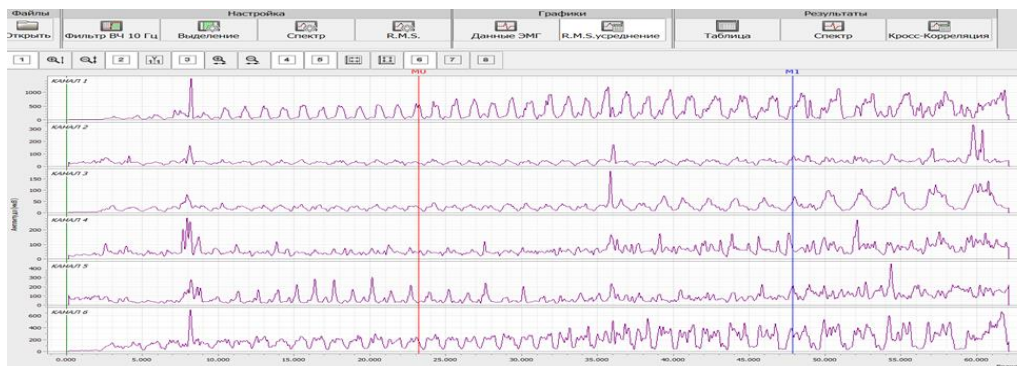 Файлы Настройка Графики Результаты
Открыть Фильтр ВЧ 10 Гц Выделение Спектр R.M.S. Данные ЭМГ R.M.S.усреднение Таблица Спектр Кросс-Корреляция
1 2 3 4 5 6 7 8
MU M1
КАНАЛ 1
1000
500
0
КАНАЛ 2
300
200
100
0
КАНАЛ 3
150
100
50
0
КАНАЛ 4
200
100
0
КАНАЛ 5
400
300
200
100
0
КАНАЛ 6
600
400
200
0
0.000 5.000 10.000 15.000 20.000 25.000 30.000 35.000 40.000 45.000 50.000 55.000 60.000